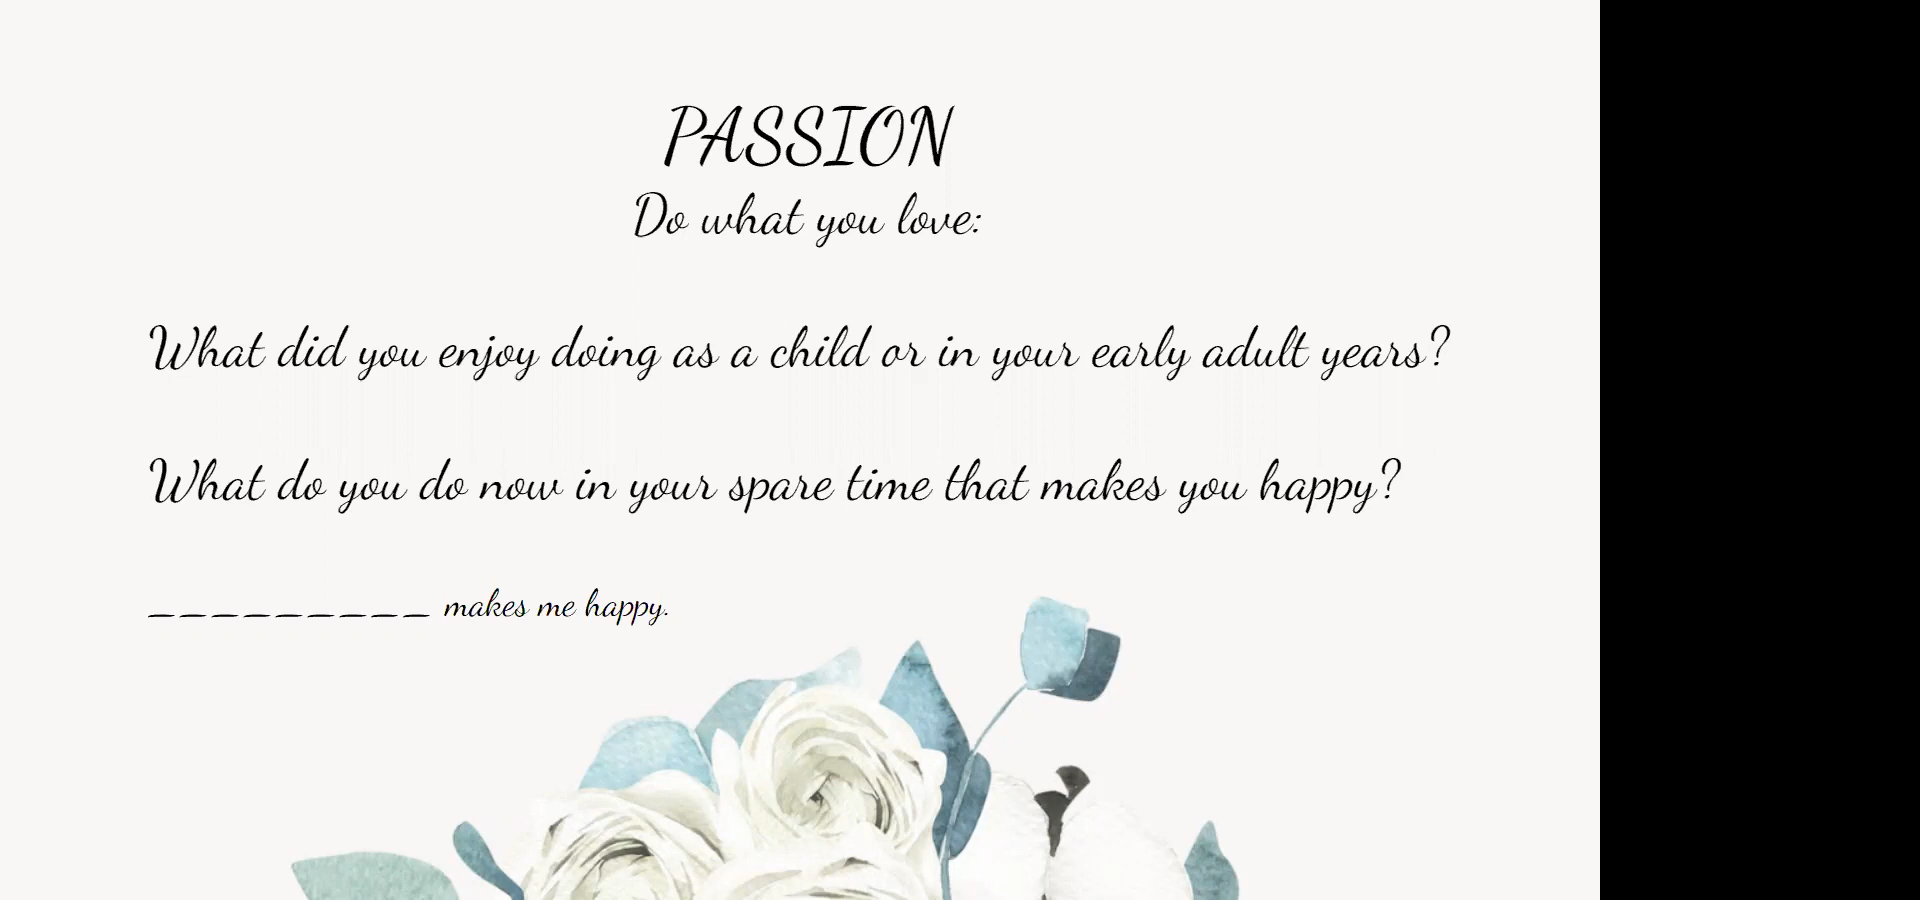 PASSION
Do what you love:
What did you enjoy doing as a child or in your early adult years?
What do you do now in your spare time that makes you happy?
_________ makes me happy.